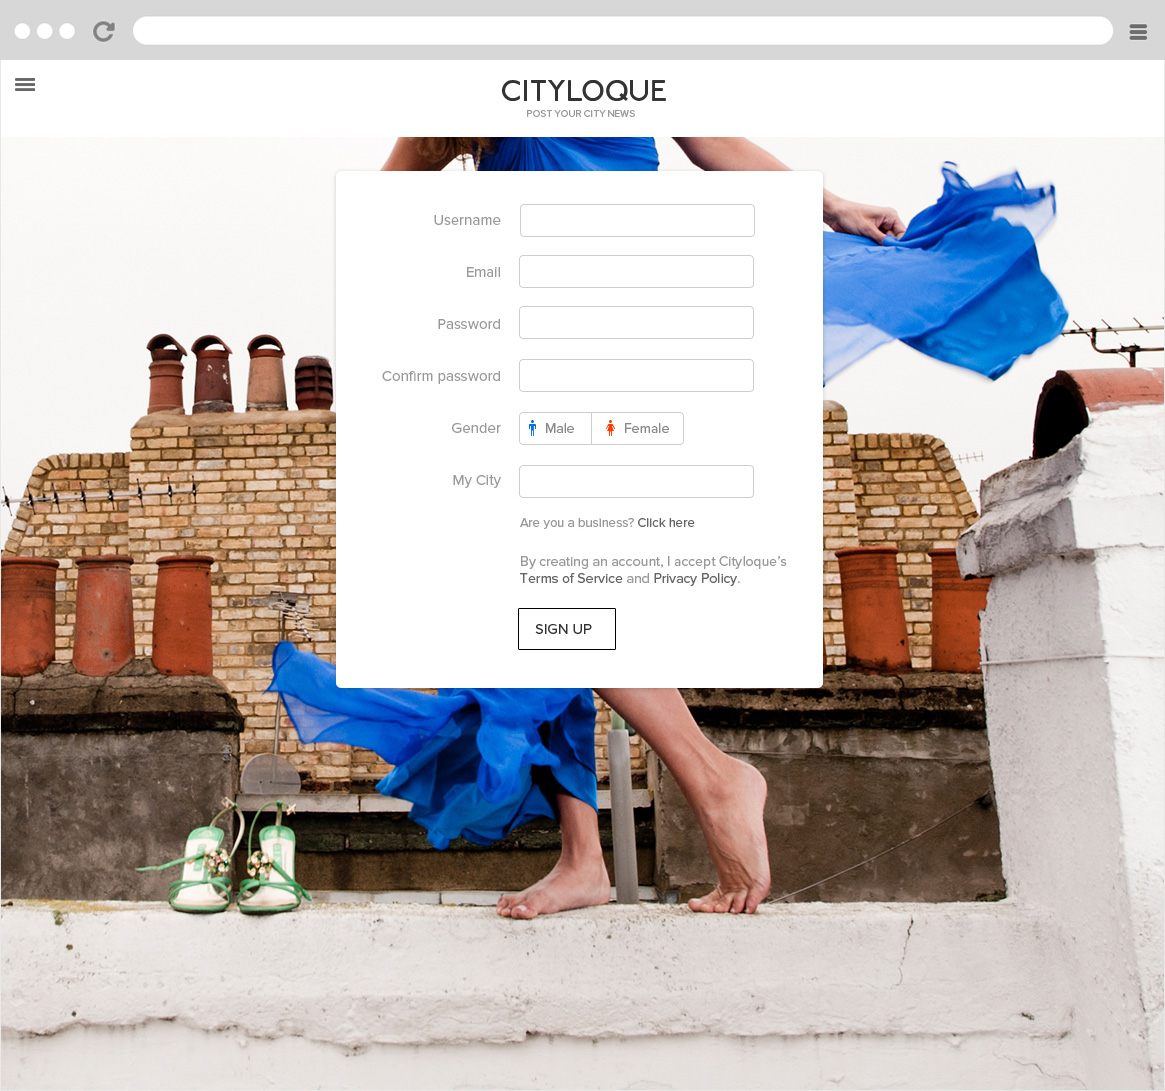 CITYLOQUE
POST YOUR CITY NEWS
Username
Email
Password
Confirm password
Gender Male Female
My City
Are you a business? Click here
By creating an account, I accept Cityloque's
Terms of Service and Privacy Policy.
SIGN UP